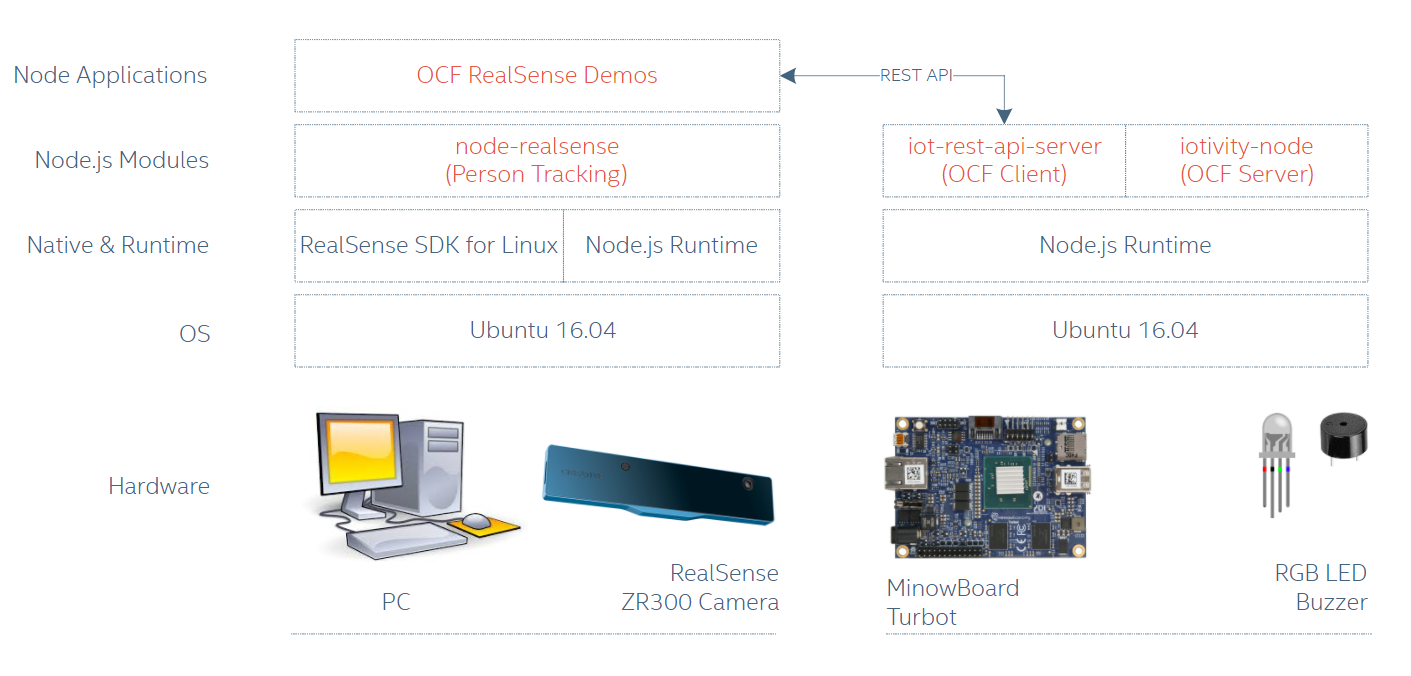 Node Applications
OCF RealSense Demos
REST API
Node.js Modules
node-realsense
(Person Tracking)
iot-rest-api-server
(OCF Client)
iotivity-node
(OCF Server)
Native & Runtime
RealSense SDK for Linux
Node.js Runtime
Node.js Runtime
OS
Ubuntu 16.04
Ubuntu 16.04
Hardware
PC
RealSense
ZR300 Camera
MinowBoard
Turbot
RGB LED
Buzzer